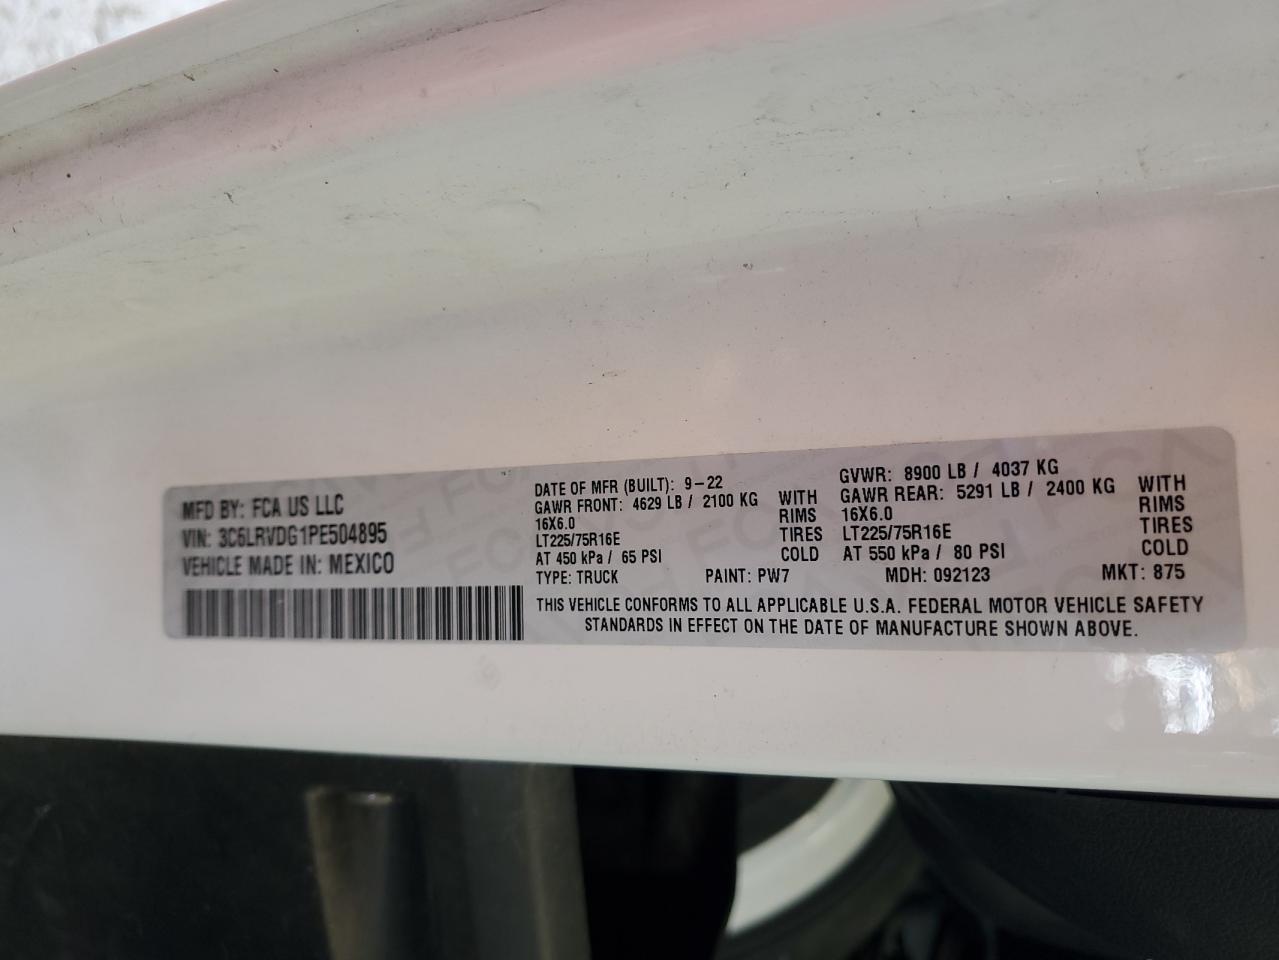 MFD BY: FCA US LLC
VIN: 3C6LRVDG1PE504895
VEHICLE MADE IN: MEXICO
DATE OF MFR (BUILT): 9-22
GAWR FRONT: 4629 LB / 2100 KG WITH
16X6.0 RIMS
LT225/75R16E TIRES
AT 450 kPa / 65 PSI COLD
GVWR: 8900 LB / 4037 KG
GAWR REAR: 5291 LB / 2400 KG WITH
16X6.0 RIMS
LT225/75R16E TIRES
AT 550 kPa / 80 PSI COLD
TYPE: TRUCK PAINT: PW7 MDH: 092123 MKT: 875
THIS VEHICLE CONFORMS TO ALL APPLICABLE U.S.A. FEDERAL MOTOR VEHICLE SAFETY
STANDARDS IN EFFECT ON THE DATE OF MANUFACTURE SHOWN ABOVE.